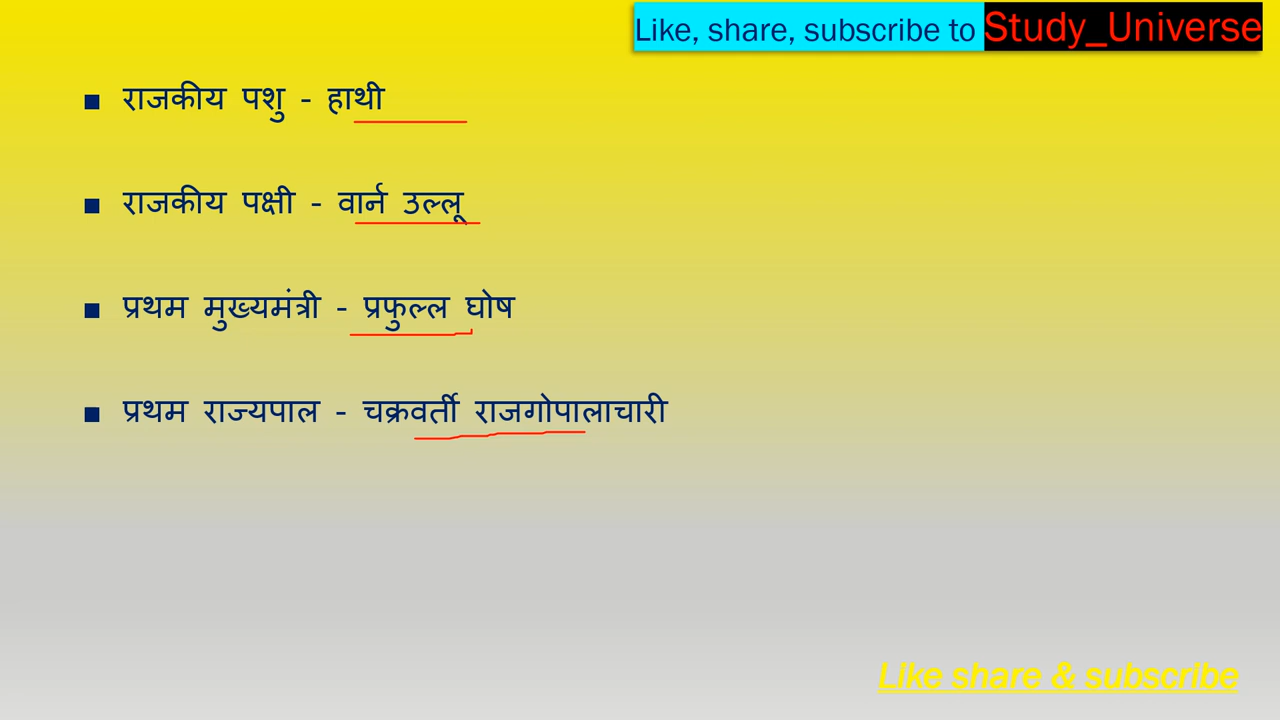 Like, share, subscribe to Study_Universe
▪ राजकीय पशु - हाथी
▪ राजकीय पक्षी - वार्न उल्लू
▪ प्रथम मुख्यमंत्री - प्रफुल्ल घोष
▪ प्रथम राज्यपाल - चक्रवर्ती राजगोपालाचारी
Like share & subscribe